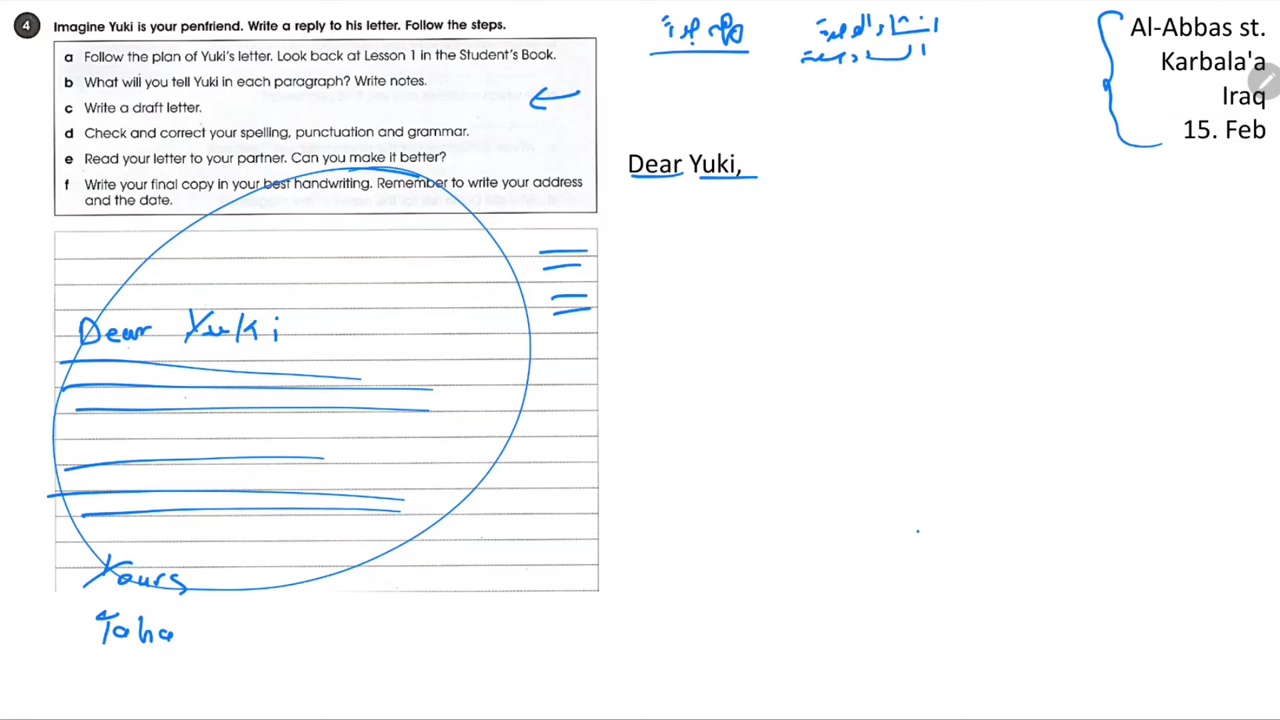 4 Imagine Yuki is your penfriend. Write a reply to his letter. Follow the steps.
a Follow the plan of Yuki's letter. Look back at Lesson 1 in the Student's Book.
b What will you tell Yuki in each paragraph? Write notes.
c Write a draft letter.
d Check and correct your spelling, punctuation and grammar.
e Read your letter to your partner. Can you make it better?
f Write your final copy in your best handwriting. Remember to write your address
and the date.
Dear Yuki
Yours
Taha
Al-Abbas st.
Karbala'a
Iraq
15. Feb
Dear Yuki,